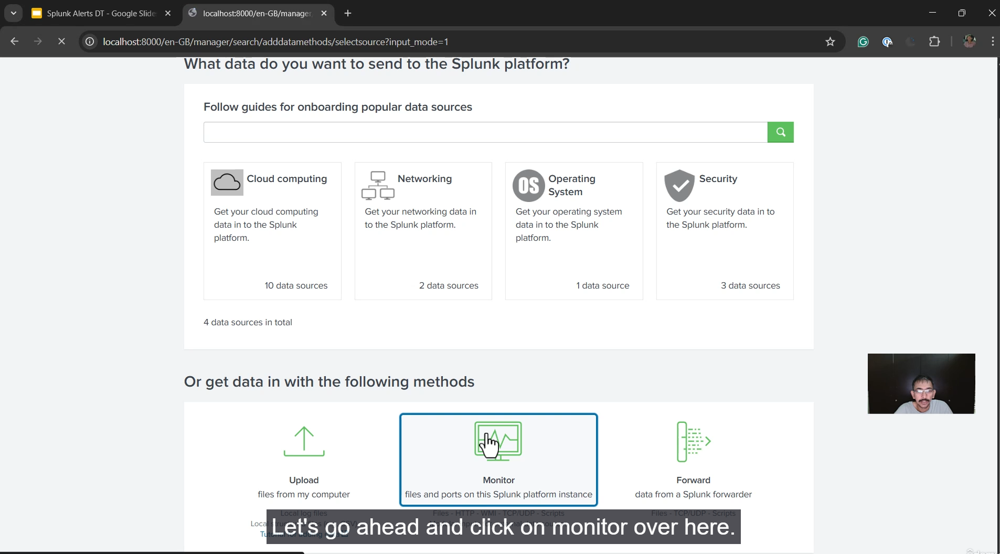 Splunk Alerts DT - Google Slide
localhost:8000/en-GB/manager
localhost:8000/en-GB/manager/search/adddatamethods/selectsource?input_mode=1
What data do you want to send to the Splunk platform?
Follow guides for onboarding popular data sources
Cloud computing
Get your cloud computing
data in to the Splunk
platform.
10 data sources
Networking
Get your networking data in
to the Splunk platform.
2 data sources
OS
Operating
System
Get your operating system
data in to the Splunk
platform.
1 data source
Security
Get your security data in to
the Splunk platform.
3 data sources
4 data sources in total
Or get data in with the following methods
Upload
files from my computer
Local log files
Local
Monitor
files and ports on this Splunk platform instance
Files - HTTP - WMI - TCP/UDP - Scripts
Forward
data from a Splunk forwarder
Files - TCP/UDP - Scripts
Let's go ahead and click on monitor over here.